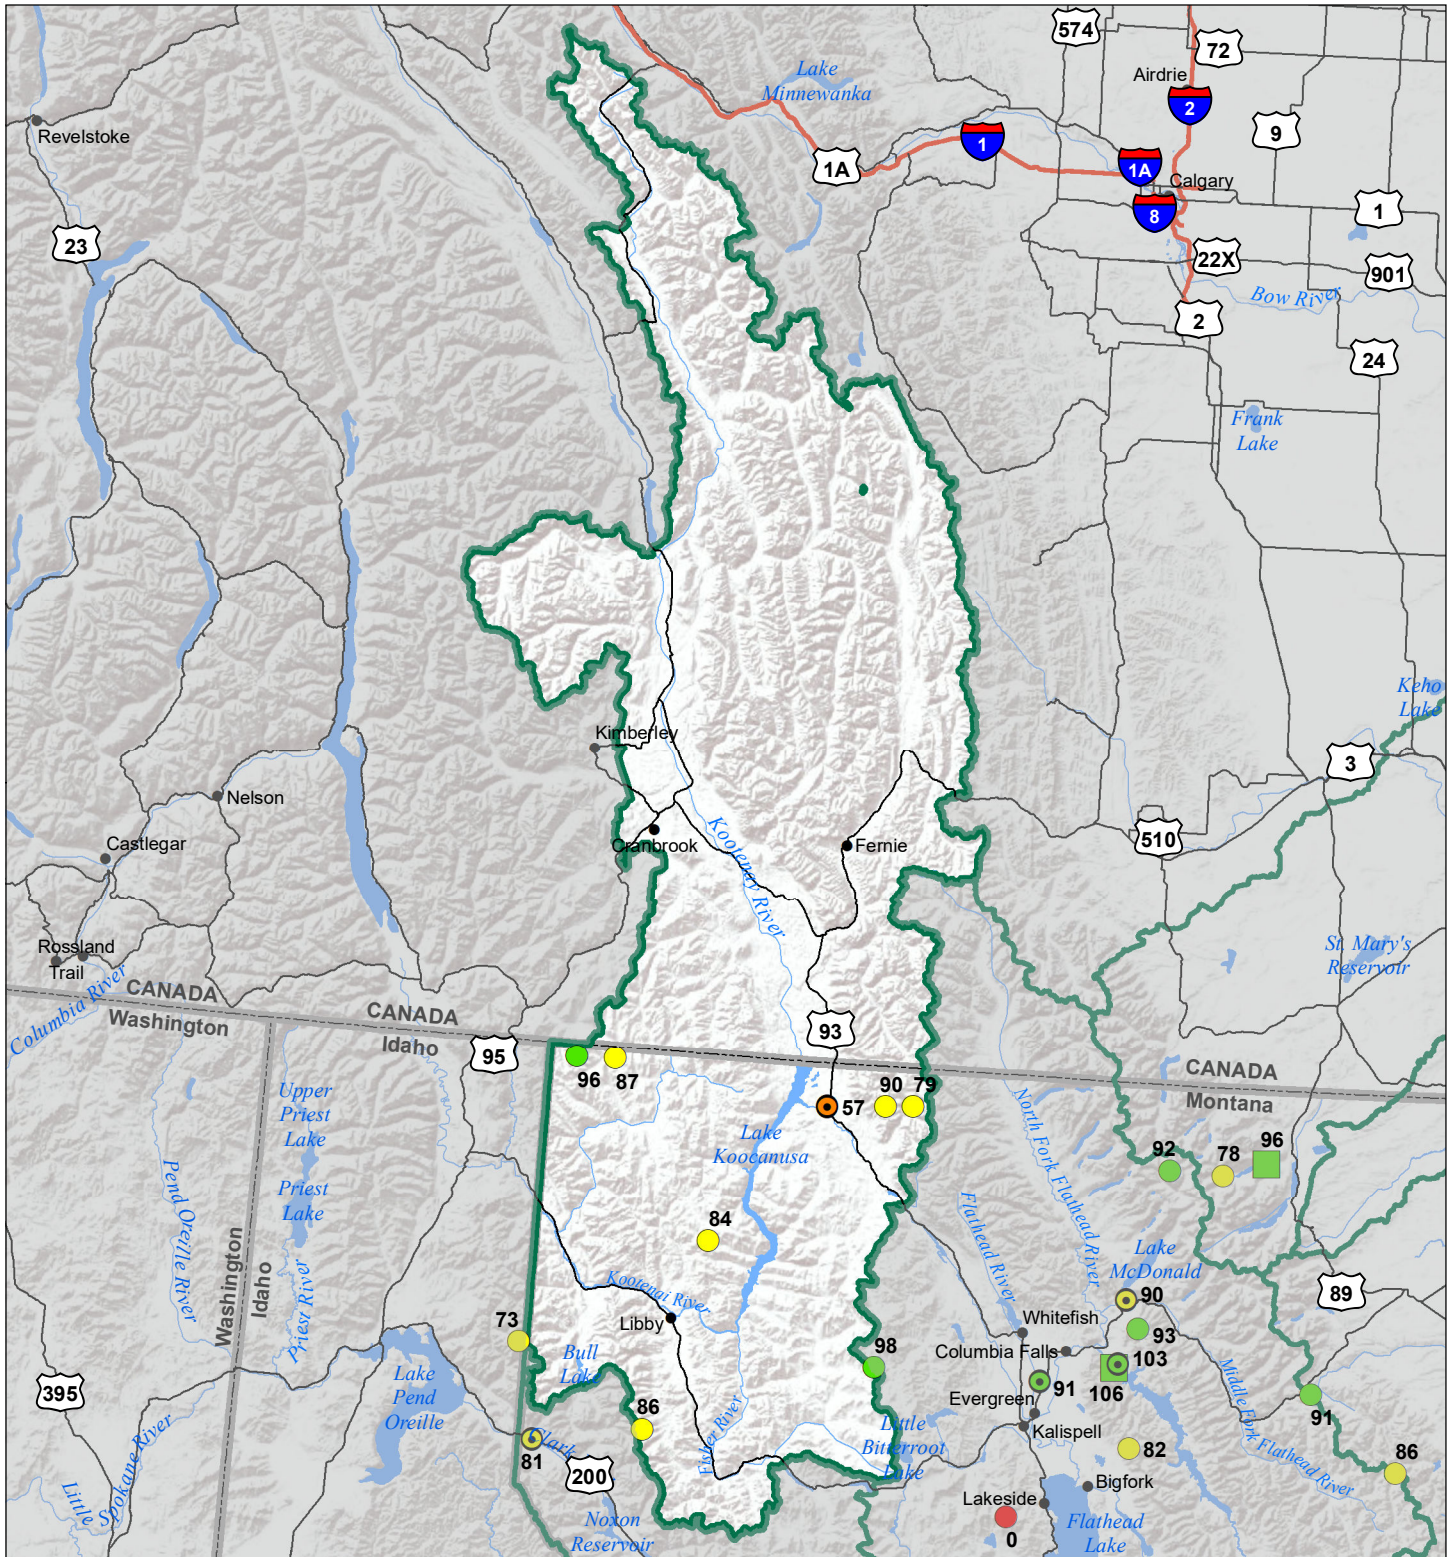 574
72
Airdrie
Lake
Minnewanka
2
9
Revelstoke
1
1A
1A
Calgary
8
1
23
22X
901
Bow River
2
24
Frank
Lake
Keho
Lake
Kimberley
3
Nelson
Castlegar
Cranbrook
Kootenay River
Fernie
510
Rossland
Trail
St. Mary's
Reservoir
Columbia River
CANADA
Washington
CANADA
Idaho
95
93
CANADA
Montana
96
87
90
79
57
Upper
Priest
Lake
Priest
Lake
Lake
Koocanusa
North Fork Flathead River
92
78
96
Pend Oreille River
Washington
Idaho
Priest River
84
Flathead River
Lake
McDonald
Kootenai River
Libby
89
90
Whitefish
93
73
Bull
Lake
98
Columbia Falls
103
106
91
Middle Fork Flathead River
395
Lake
Pend
Oreille
86
Evergreen
91
Fisher River
Little
Bitterroot
Lake
Kalispell
81
Clark
200
82
86
Bigfork
Little Spokane River
Lakeside
0
Noxon
Reservoir
Flathead
Lake